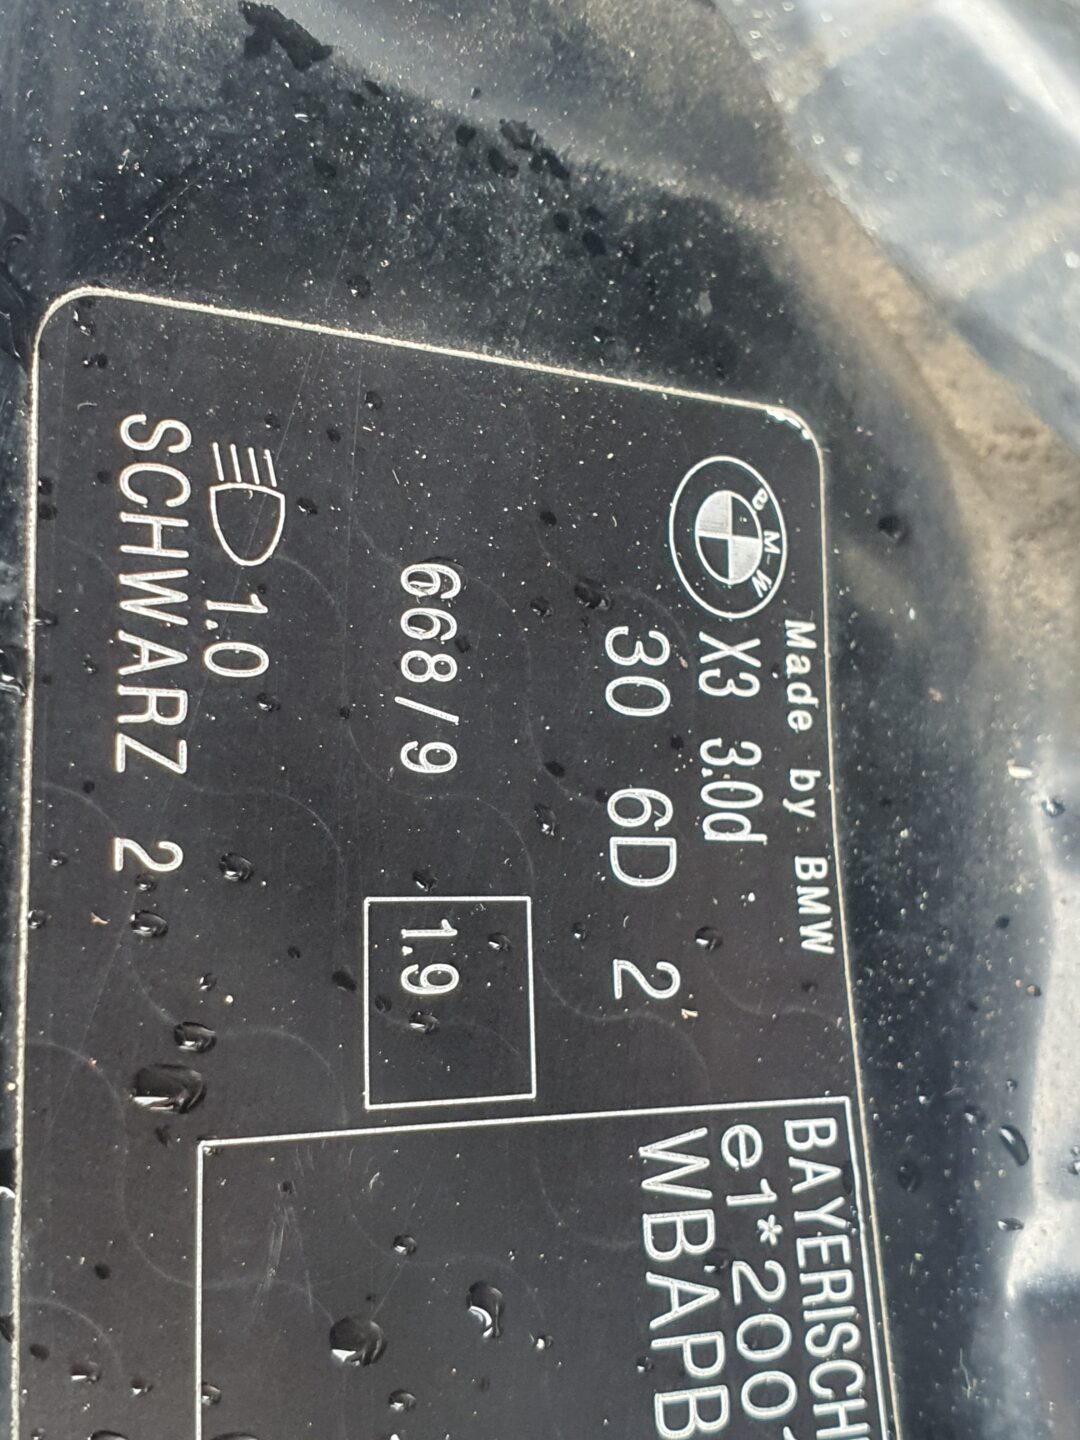 BMW
Made by BMW
X3 3.0d
30 6D 2
668/9
1.9
1.0
SCHWARZ 2
BAYERISCH
e1*200
WBAPB